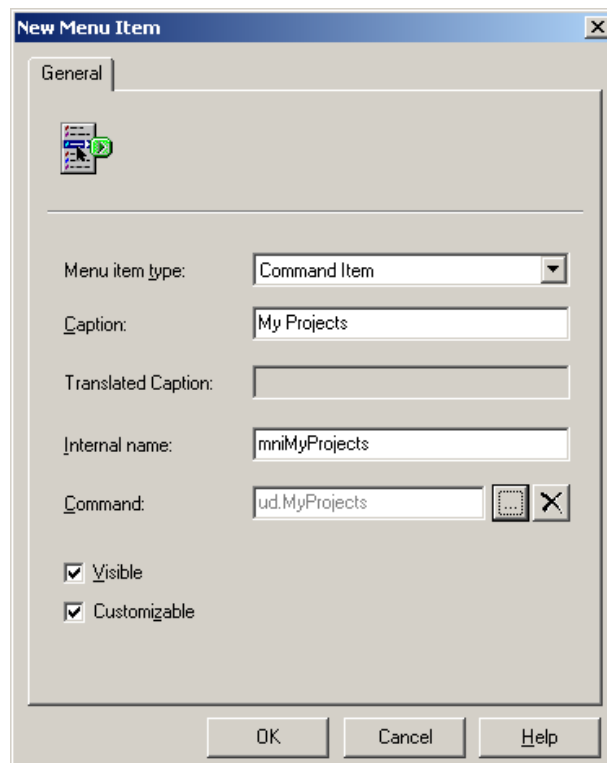 New Menu Item
General
Menu item type: Command Item
Caption: My Projects
Translated Caption:
Internal name: mniMyProjects
Command: ud.MyProjects ...
Visible
Customizable
OK Cancel Help